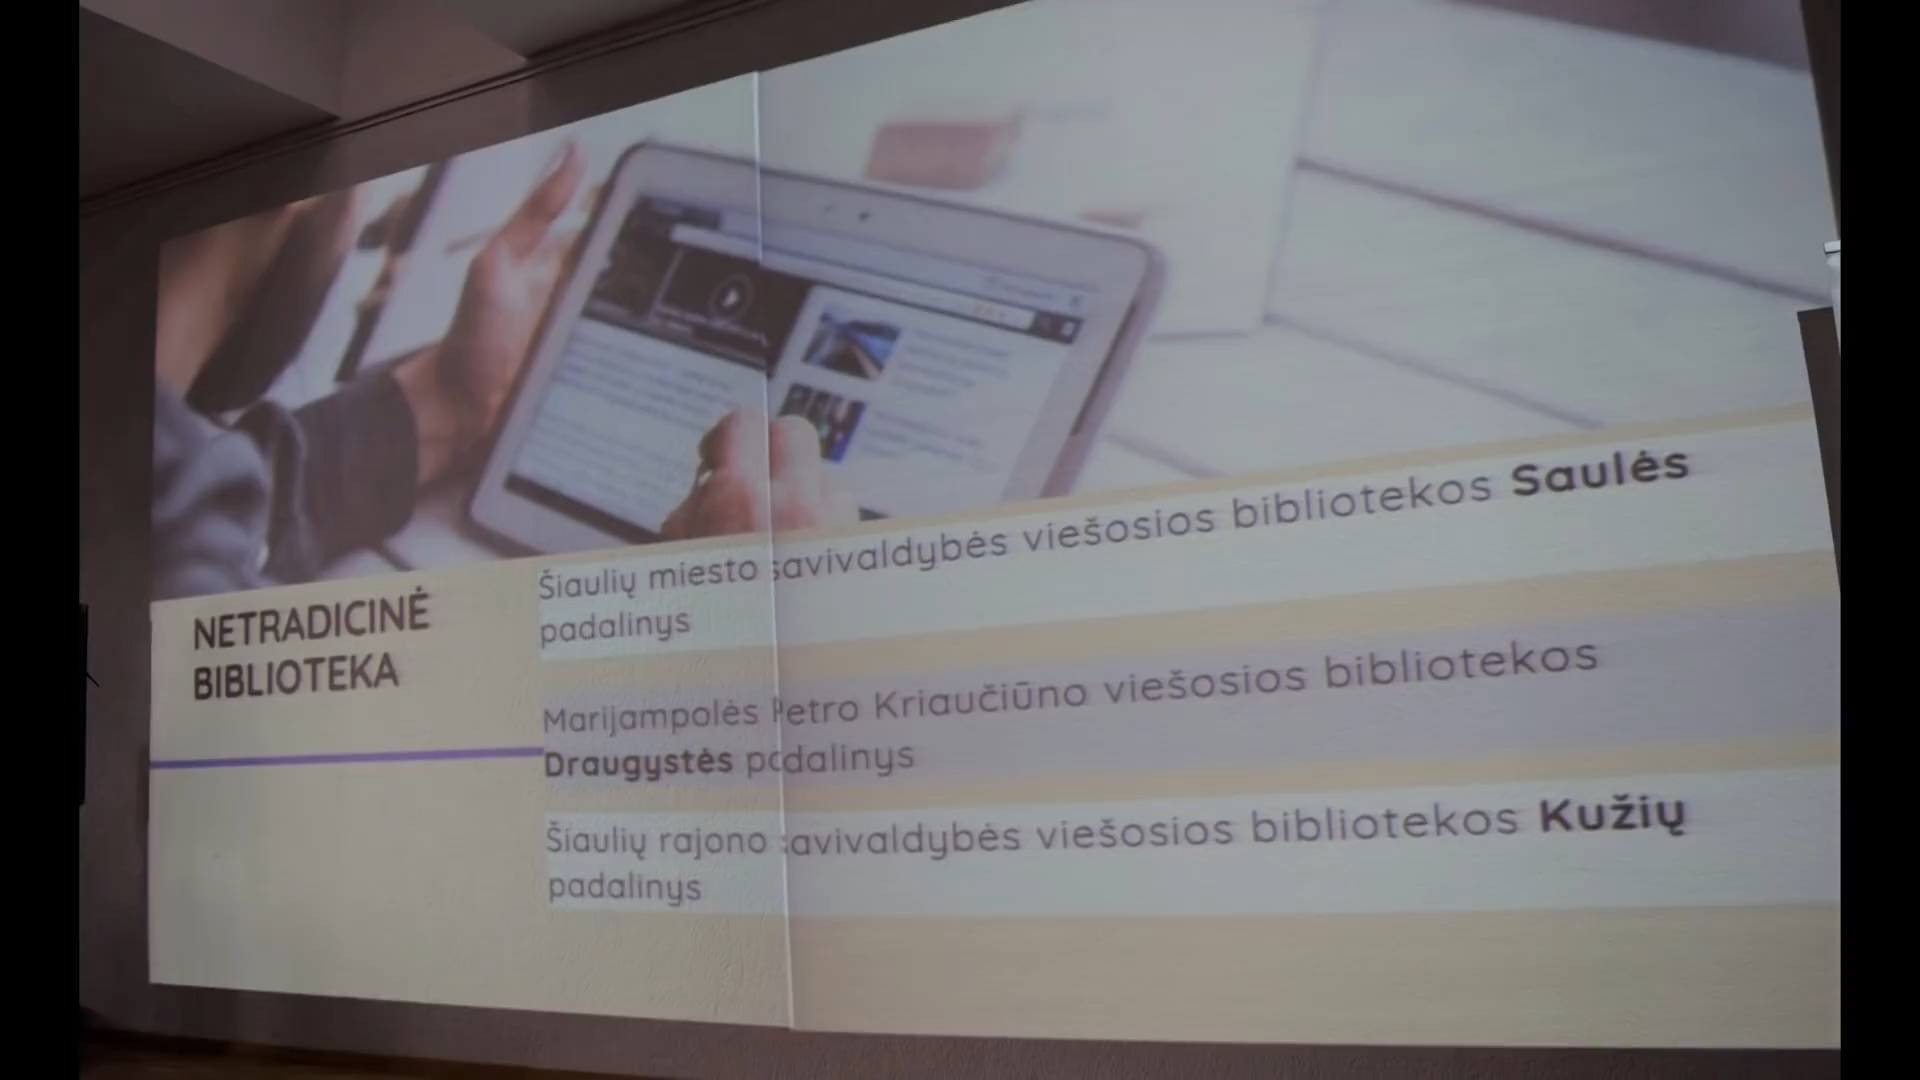 NETRADICINĖ
BIBLIOTEKA
Šiaulių miesto savivaldybės viešosios bibliotekos Saulės
padalinys
Marijampolės Petro Kriaučiūno viešosios bibliotekos
Draugystės padalinys
Šiaulių rajono savivaldybės viešosios bibliotekos Kužių
padalinys